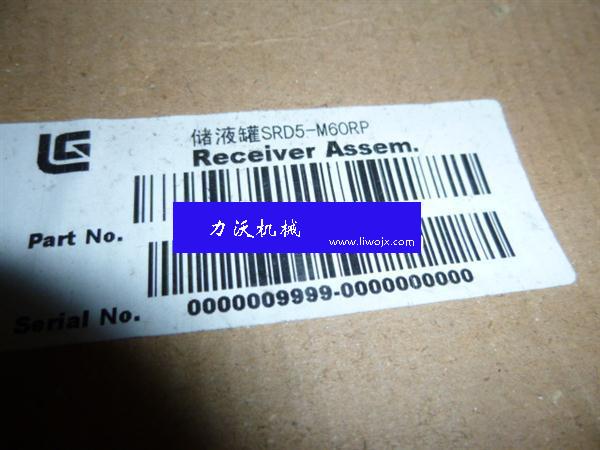 储液罐SRD5-M60RP
Receiver Assem.
Part No.
力沃机械
www.liwojx.com
0000009999-0000000000
Serial No.